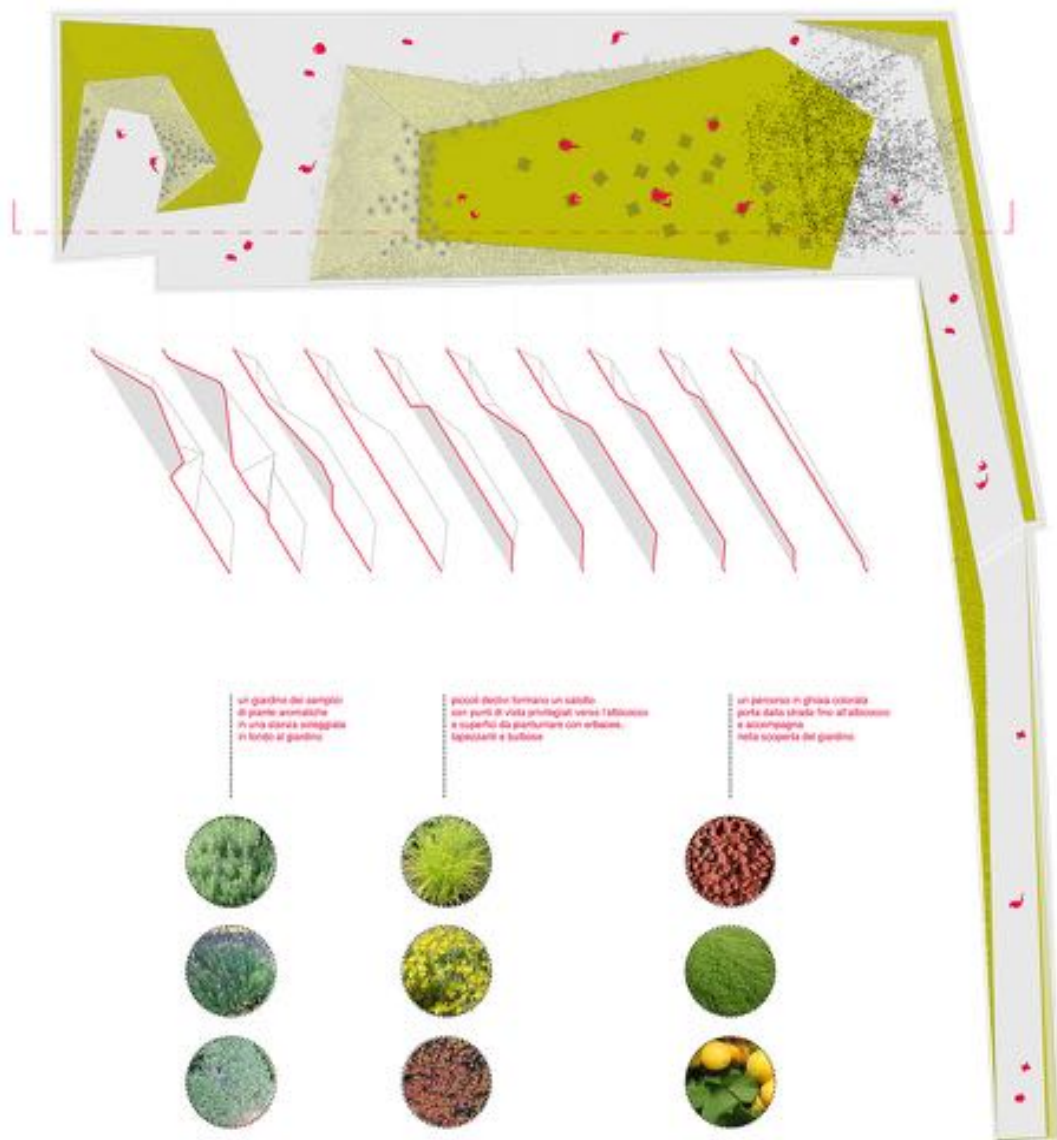 un giardino dei semplici
di piante aromatiche
in una stanza soleggiata
in fondo al giardino
piccoli declivi formano un salotto
con punti di vista privilegiati verso l'albicocco
e superfici da piantumare con erbacee,
tapezzanti e bulbose
un percorso in ghiaia colorata
porta dalla strada fino all'albicocco
e accompagna
nella scoperta del giardino